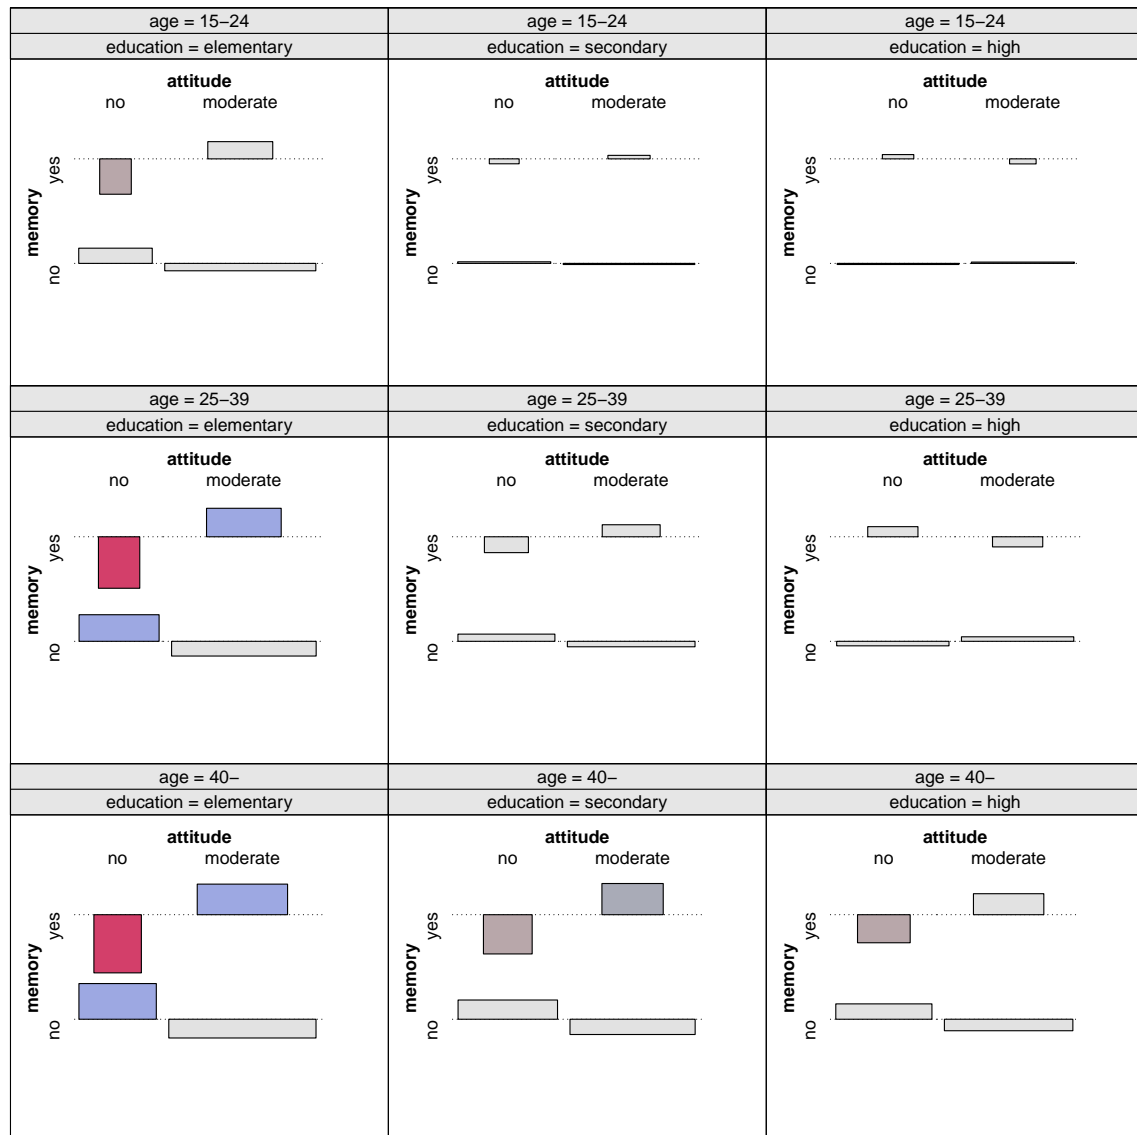 age = 15−24
education = elementary
attitude
no moderate
memory
yes
no
age = 15−24
education = secondary
attitude
no moderate
memory
yes
no
age = 15−24
education = high
attitude
no moderate
memory
yes
no
age = 25−39
education = elementary
attitude
no moderate
memory
yes
no
age = 25−39
education = secondary
attitude
no moderate
memory
yes
no
age = 25−39
education = high
attitude
no moderate
memory
yes
no
age = 40−
education = elementary
attitude
no moderate
memory
yes
no
age = 40−
education = secondary
attitude
no moderate
memory
yes
no
age = 40−
education = high
attitude
no moderate
memory
yes
no